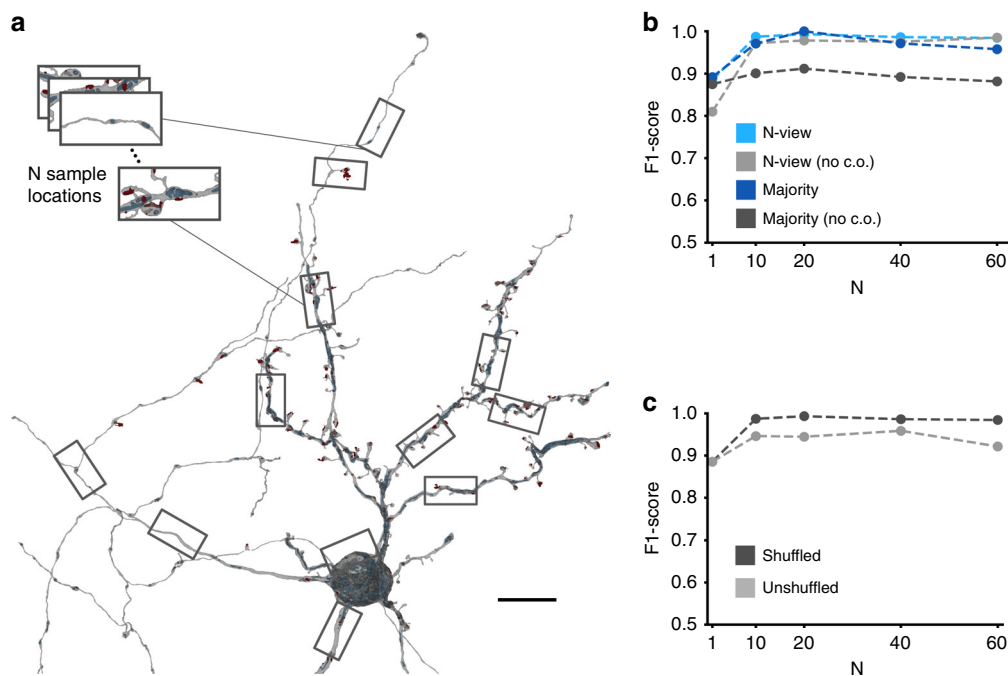 a
N sample
locations
b
F1-score
1.0
0.9
0.8
0.7
0.6
0.5
N-view
N-view (no c.o.)
Majority
Majority (no c.o.)
1 10 20 40 60
N
c
F1-score
1.0
0.9
0.8
0.7
0.6
0.5
Shuffled
Unshuffled
1 10 20 40 60
N